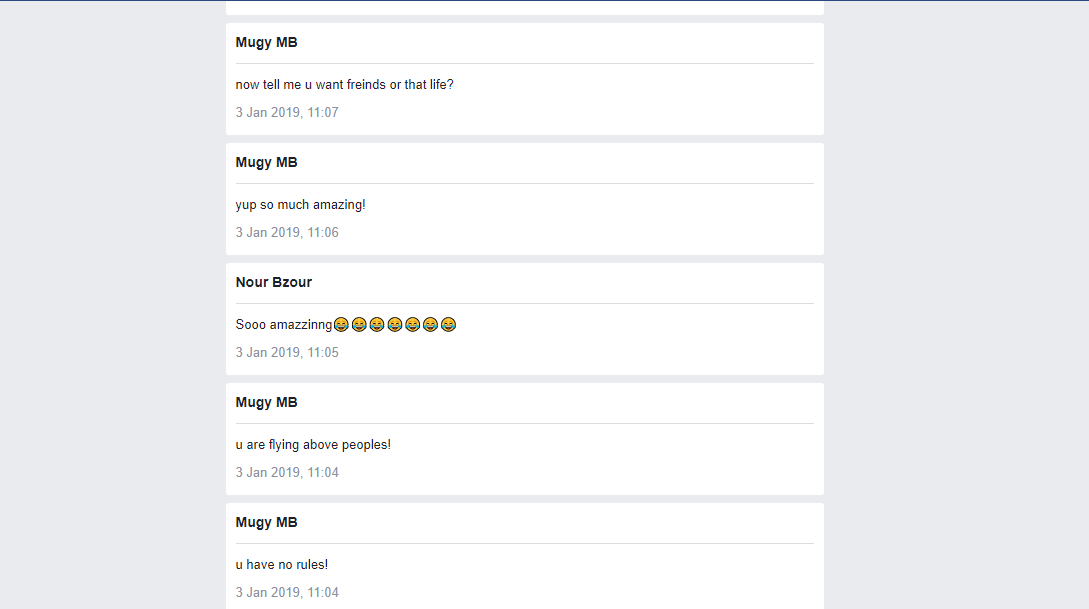 Mugy MB
now tell me u want freinds or that life?
3 Jan 2019, 11:07
Mugy MB
yup so much amazing!
3 Jan 2019, 11:06
Nour Bzour
Sooo amazzinng😂😂😂😂😂😂😂
3 Jan 2019, 11:05
Mugy MB
u are flying above peoples!
3 Jan 2019, 11:04
Mugy MB
u have no rules!
3 Jan 2019, 11:04